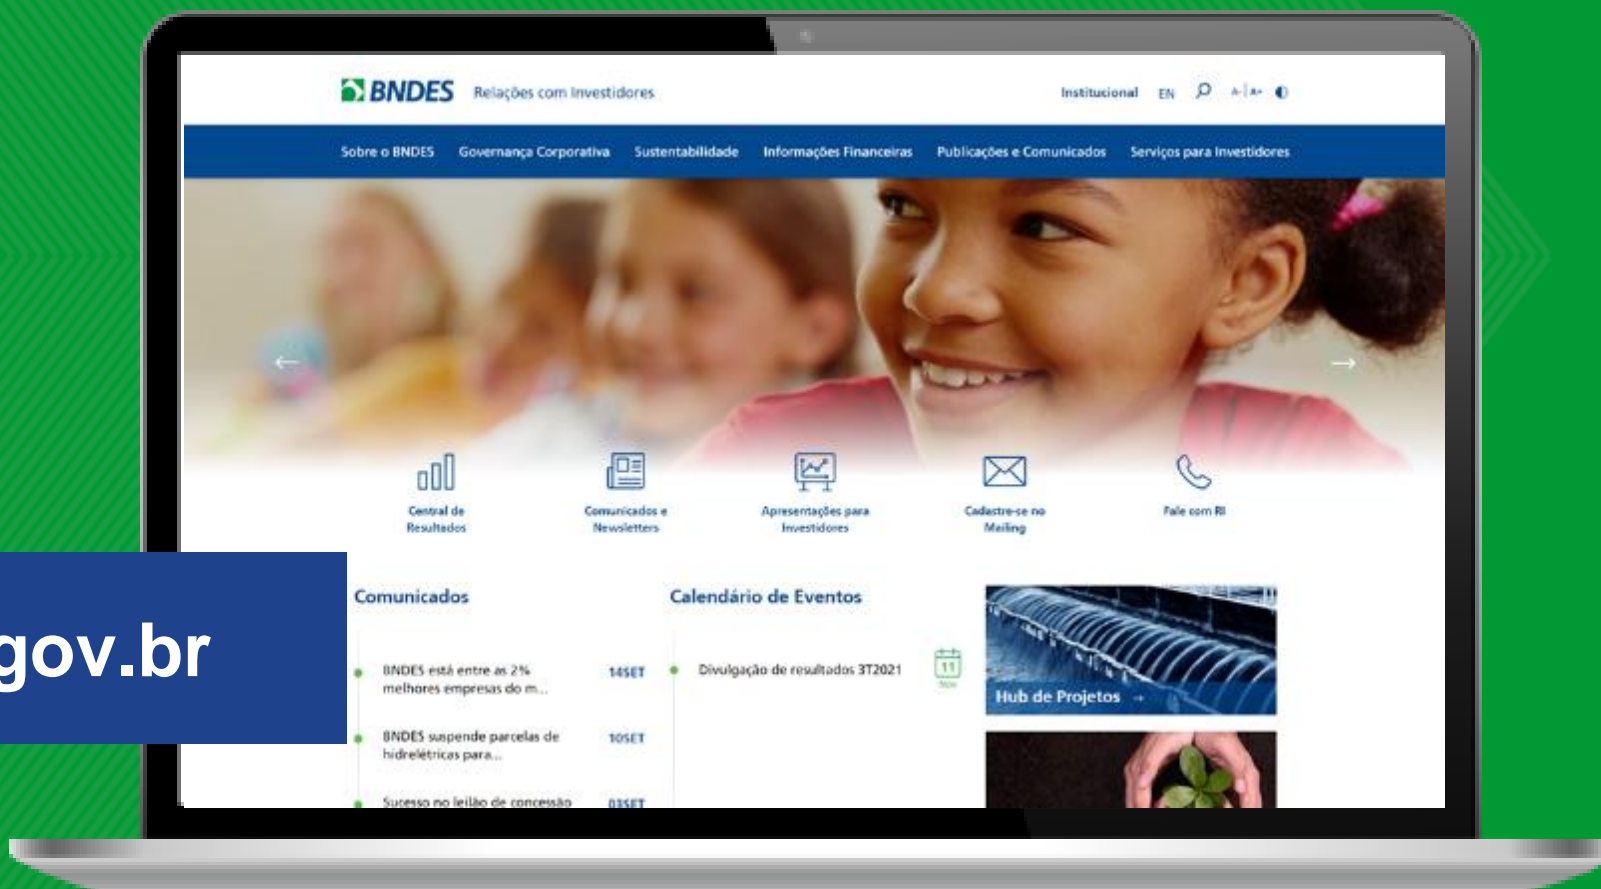 BNDES Relações com Investidores
Institucional EN A- A+
Sobre o BNDES Governança Corporativa Sustentabilidade Informações Financeiras Publicações e Comunicados Serviços para Investidores
Central de
Resultados
Comunicados e
Newsletters
Apresentações para
Investidores
Cadastre-se no
Mailing
Fale com RI
gov.br
Comunicados
BNDES está entre as 2%
melhores empresas do m...
14SET
BNDES suspende parcelas de
hidrelétricas para...
10SET
Sucesso no leilão de concessão
03SET
Calendário de Eventos
Divulgação de resultados 3T2021
11
Nov
Hub de Projetos →